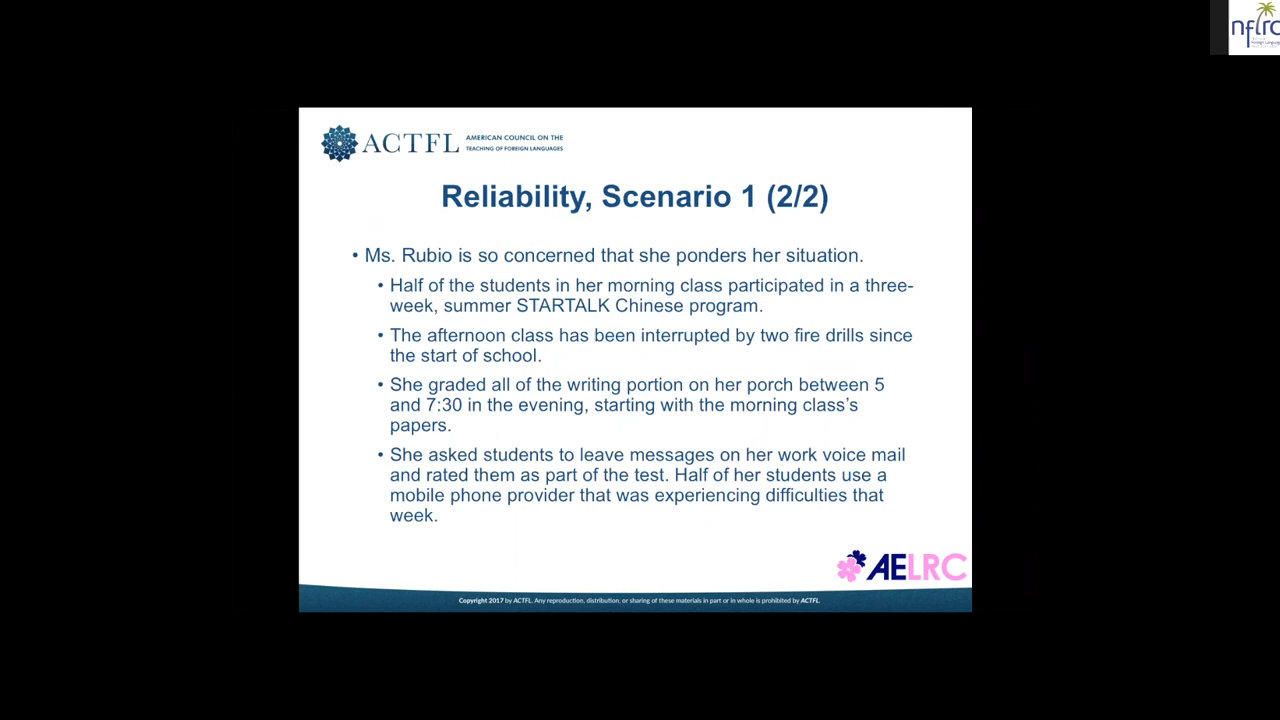 nflrc
ACTFL AMERICAN COUNCIL ON THE
TEACHING OF FOREIGN LANGUAGES
Reliability, Scenario 1 (2/2)
• Ms. Rubio is so concerned that she ponders her situation.
• Half of the students in her morning class participated in a three-
week, summer STARTALK Chinese program.
• The afternoon class has been interrupted by two fire drills since
the start of school.
• She graded all of the writing portion on her porch between 5
and 7:30 in the evening, starting with the morning class’s
papers.
• She asked students to leave messages on her work voice mail
and rated them as part of the test. Half of her students use a
mobile phone provider that was experiencing difficulties that
week.
AELRC
Copyright 2017 by ACTFL. Any reproduction, distribution, or sharing of these materials in part or in whole is prohibited by ACTFL.